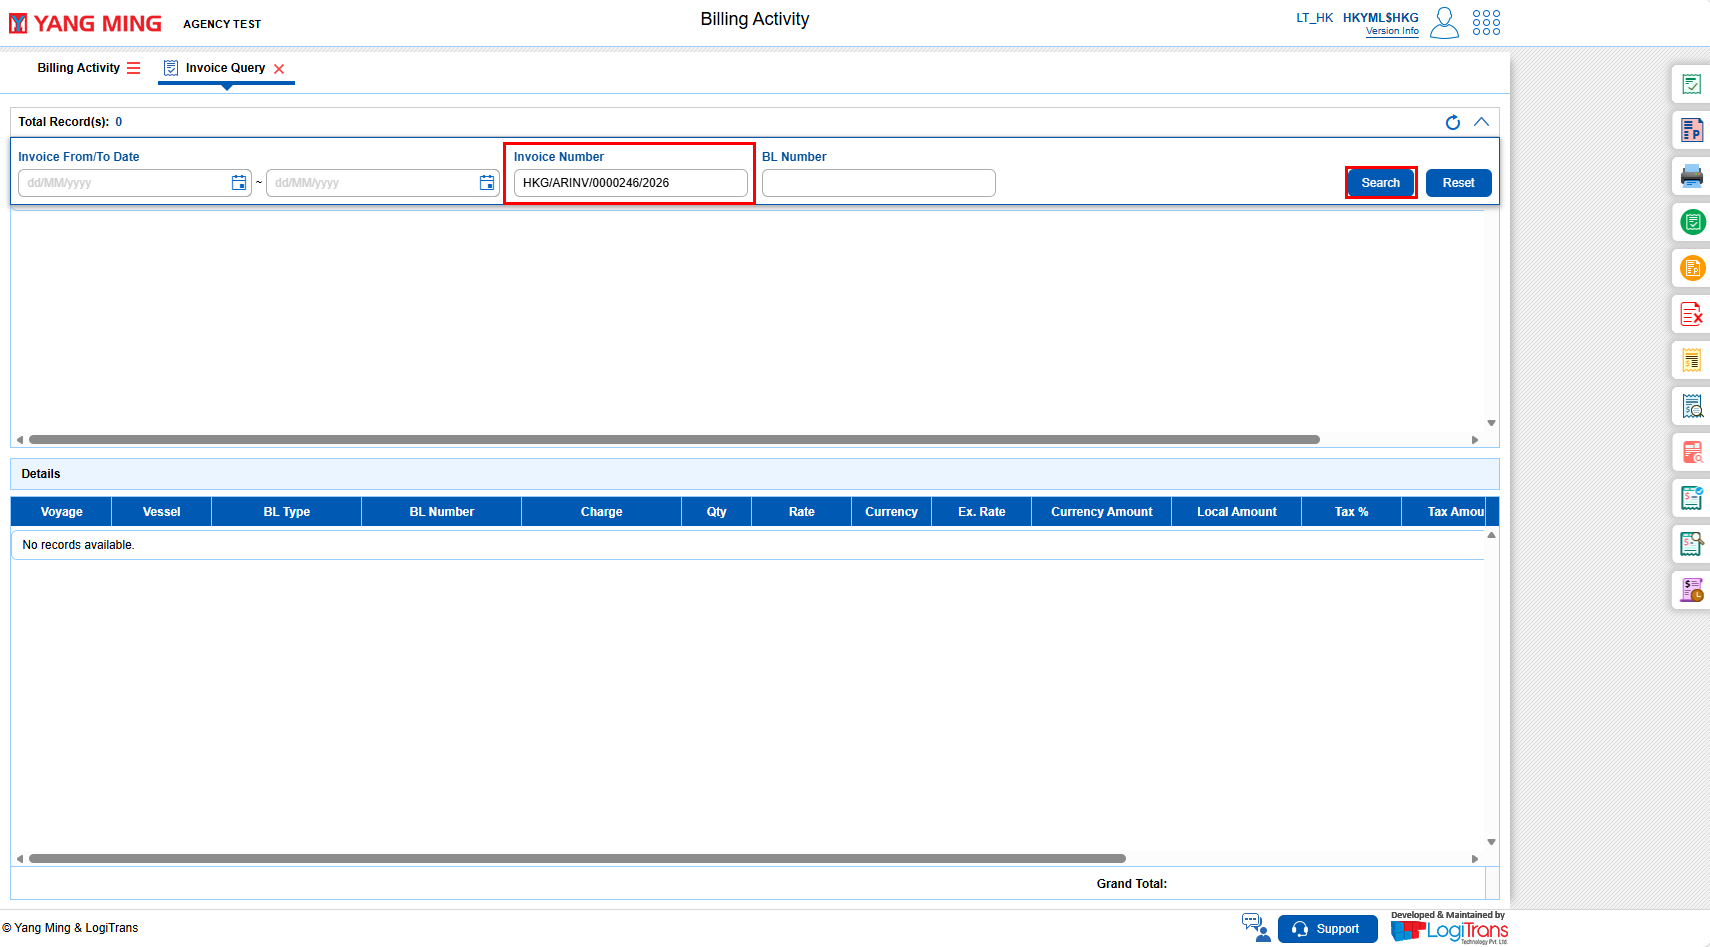 YANG MING AGENCY TEST
Billing Activity
LT_HK HKYML$HKG
Version Info
Billing Activity Invoice Query
Total Record(s): 0
Invoice From/To Date Invoice Number BL Number
dd/MM/yyyy ~ dd/MM/yyyy HKG/ARINV/0000246/2026 Search Reset
Details
Voyage Vessel BL Type BL Number Charge Qty Rate Currency Ex. Rate Currency Amount Local Amount Tax % Tax Amou
No records available.
Grand Total:
© Yang Ming & LogiTrans
Support
Developed & Maintained by
LogiTrans
Technology Pvt. Ltd.